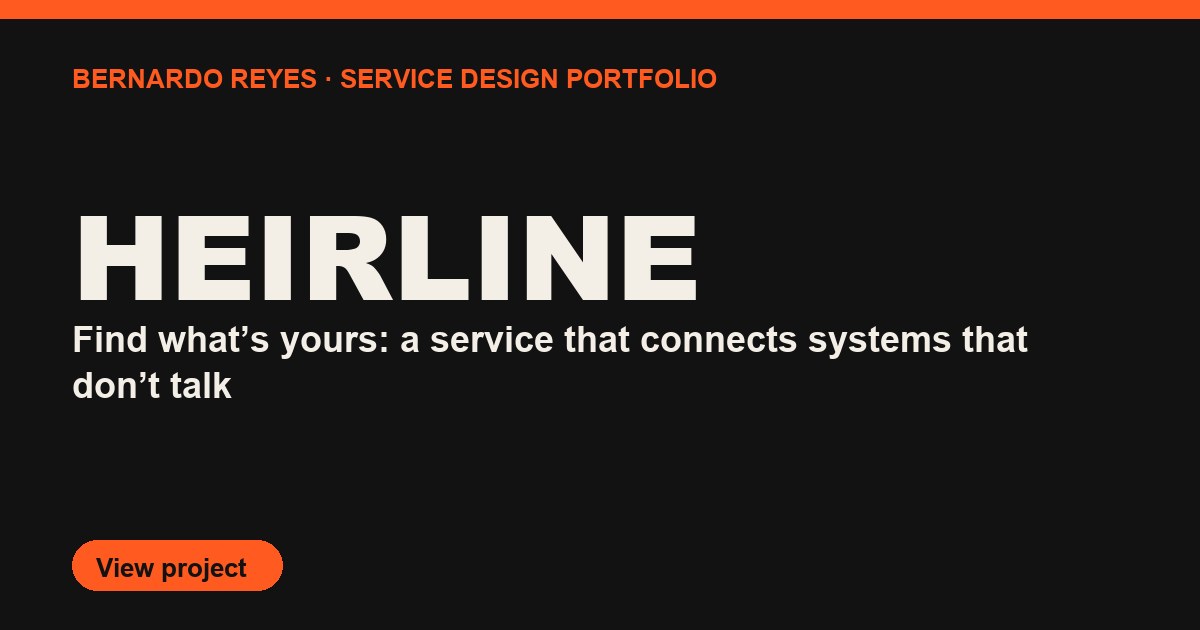 BERNARDO REYES · SERVICE DESIGN PORTFOLIO
HEIRLINE
Find what’s yours: a service that connects systems that
don’t talk
View project